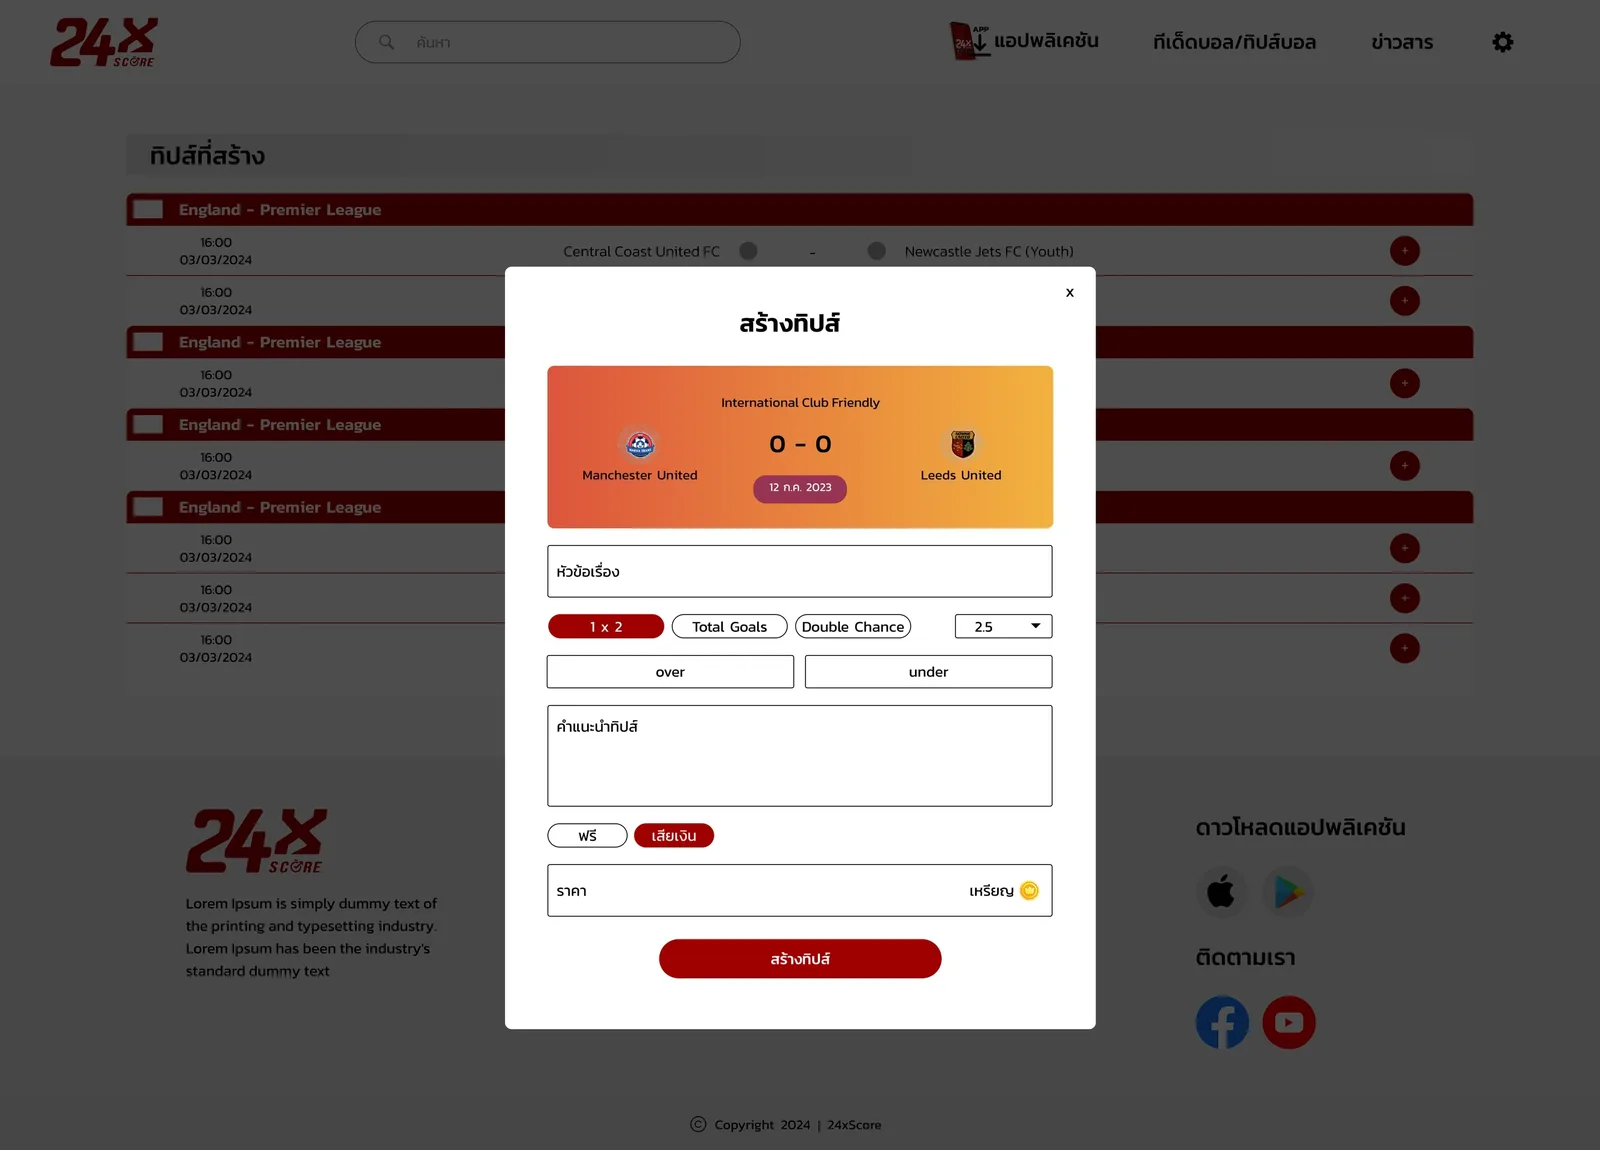 24X
SCORE
ค้นหา
APP
24X
แอปพลิเคชัน
ทีเด็ดบอล/ทิปส์บอล
ข่าวสาร
ทิปส์ที่สร้าง
England - Premier League
16:00
03/03/2024
Central Coast United FC
-
Newcastle Jets FC (Youth)
+
16:00
03/03/2024
+
England - Premier League
16:00
03/03/2024
+
England - Premier League
16:00
03/03/2024
+
England - Premier League
16:00
03/03/2024
+
16:00
03/03/2024
+
16:00
03/03/2024
+
x
สร้างทิปส์
International Club Friendly
0 - 0
Manchester United
Leeds United
12 ก.ค. 2023
หัวข้อเรื่อง
1 x 2
Total Goals
Double Chance
2.5
over
under
คำแนะนำทิปส์
ฟรี
เสียเงิน
ราคา
เหรียญ
สร้างทิปส์
24X
SCORE
Lorem Ipsum is simply dummy text of
the printing and typesetting industry.
Lorem Ipsum has been the industry's
standard dummy text
ดาวโหลดแอปพลิเคชัน
ติดตามเรา
© Copyright 2024 | 24xScore